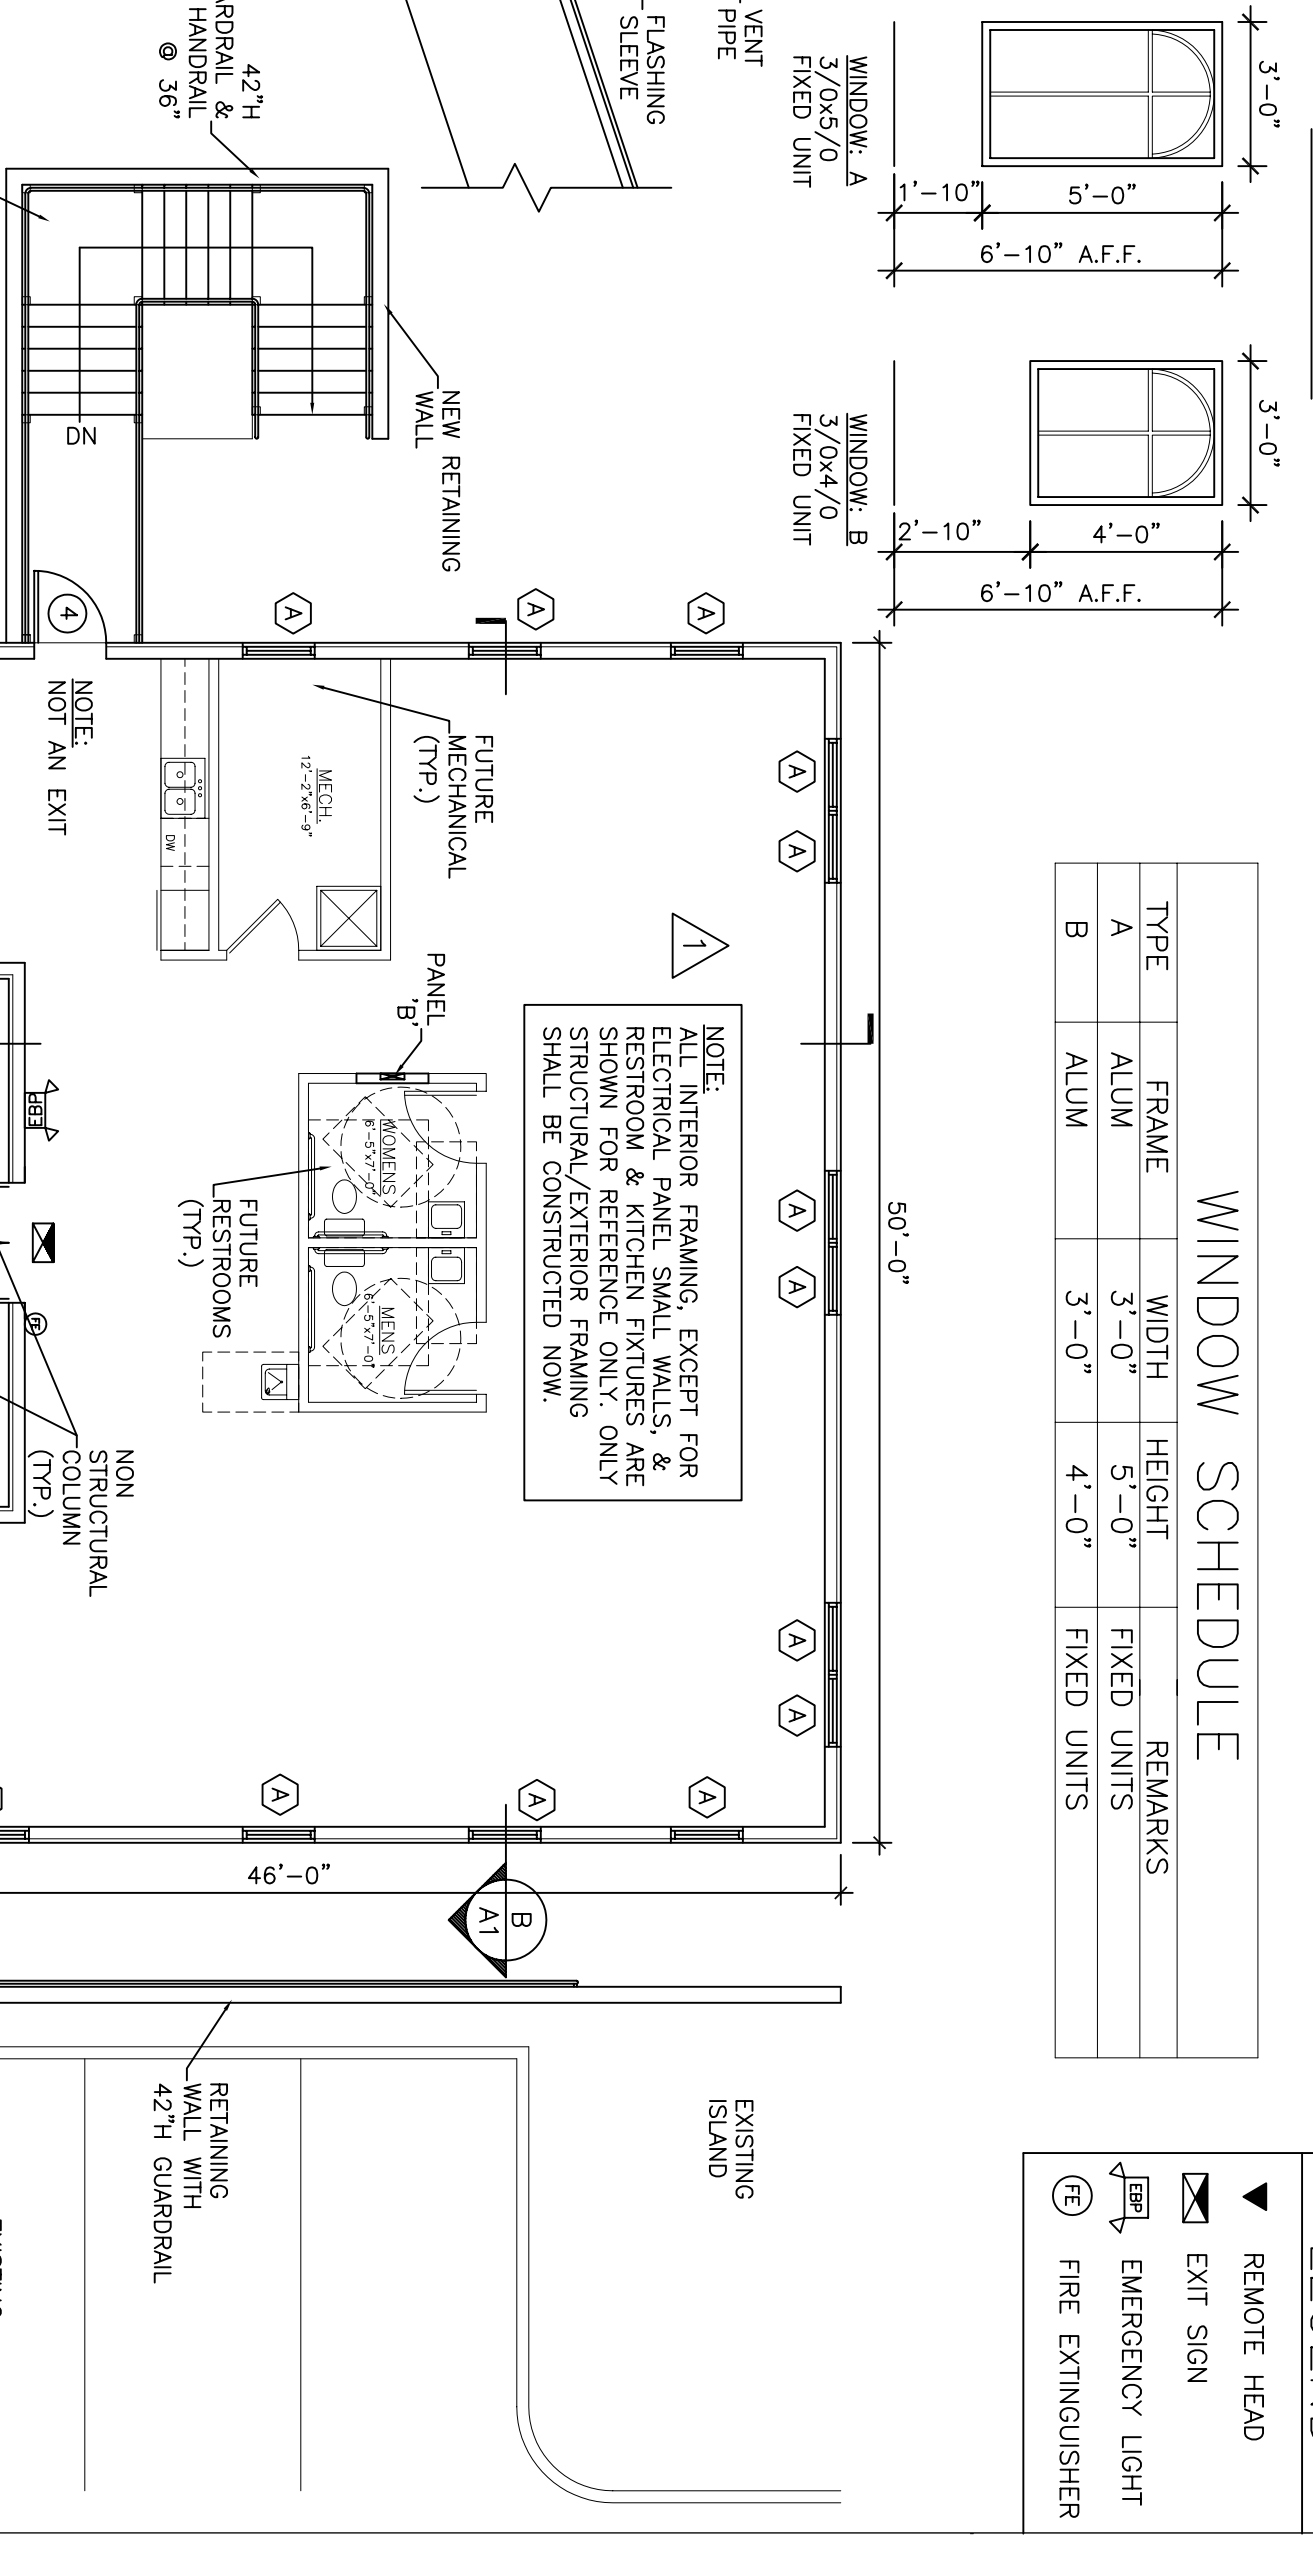 3'-0"
5'-0"
1'-10"
6'-10" A.F.F.
WINDOW: A
3/0x5/0
FIXED UNIT
3'-0"
4'-0"
2'-10"
6'-10" A.F.F.
WINDOW: B
3/0x4/0
FIXED UNIT
WINDOW SCHEDULE
TYPE FRAME WIDTH HEIGHT REMARKS
A ALUM 3'-0" 5'-0" FIXED UNITS
B ALUM 3'-0" 4'-0" FIXED UNITS
REMOTE HEAD
EXIT SIGN
EBP EMERGENCY LIGHT
FE FIRE EXTINGUISHER
VENT
PIPE
FLASHING
SLEEVE
42"H
& HANDRAIL
@ 36"
NEW RETAINING
WALL
DN
4
NOTE:
NOT AN EXIT
50'-0"
A
A
A
A
A
A
A
A
A
A
A
A
1
NOTE:
ALL INTERIOR FRAMING, EXCEPT FOR
ELECTRICAL PANEL SMALL WALLS, &
RESTROOM & KITCHEN FIXTURES ARE
SHOWN FOR REFERENCE ONLY. ONLY
STRUCTURAL/EXTERIOR FRAMING
SHALL BE CONSTRUCTED NOW.
FUTURE
MECHANICAL
(TYP.)
MECH.
12'-2"x6'-9"
DW
PANEL
'B'
WOMENS
6'-5"x7'-0"
MENS
6'-5"x7'-0"
FUTURE
RESTROOMS
(TYP.)
EBP
FE
NON
STRUCTURAL
COLUMN
(TYP.)
46'-0"
B
A1
RETAINING
WALL WITH
42"H GUARDRAIL
EXISTING
ISLAND